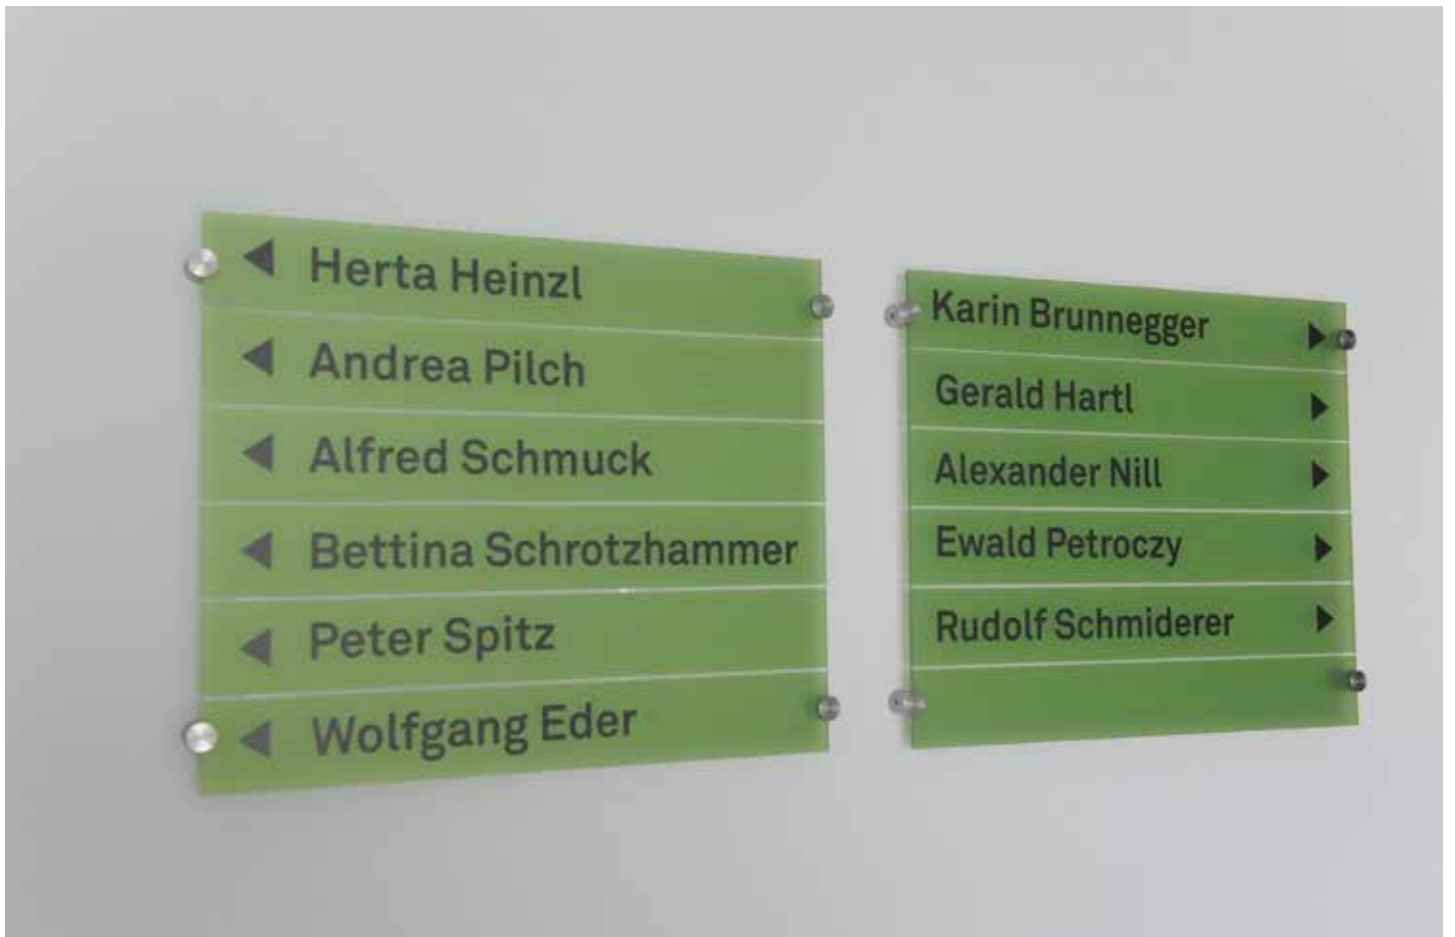 Herta Heinzl
Andrea Pilch
Alfred Schmuck
Bettina Schrotzhammer
Peter Spitz
Wolfgang Eder
Karin Brunnegger
Gerald Hartl
Alexander Nill
Ewald Petroczy
Rudolf Schmiderer